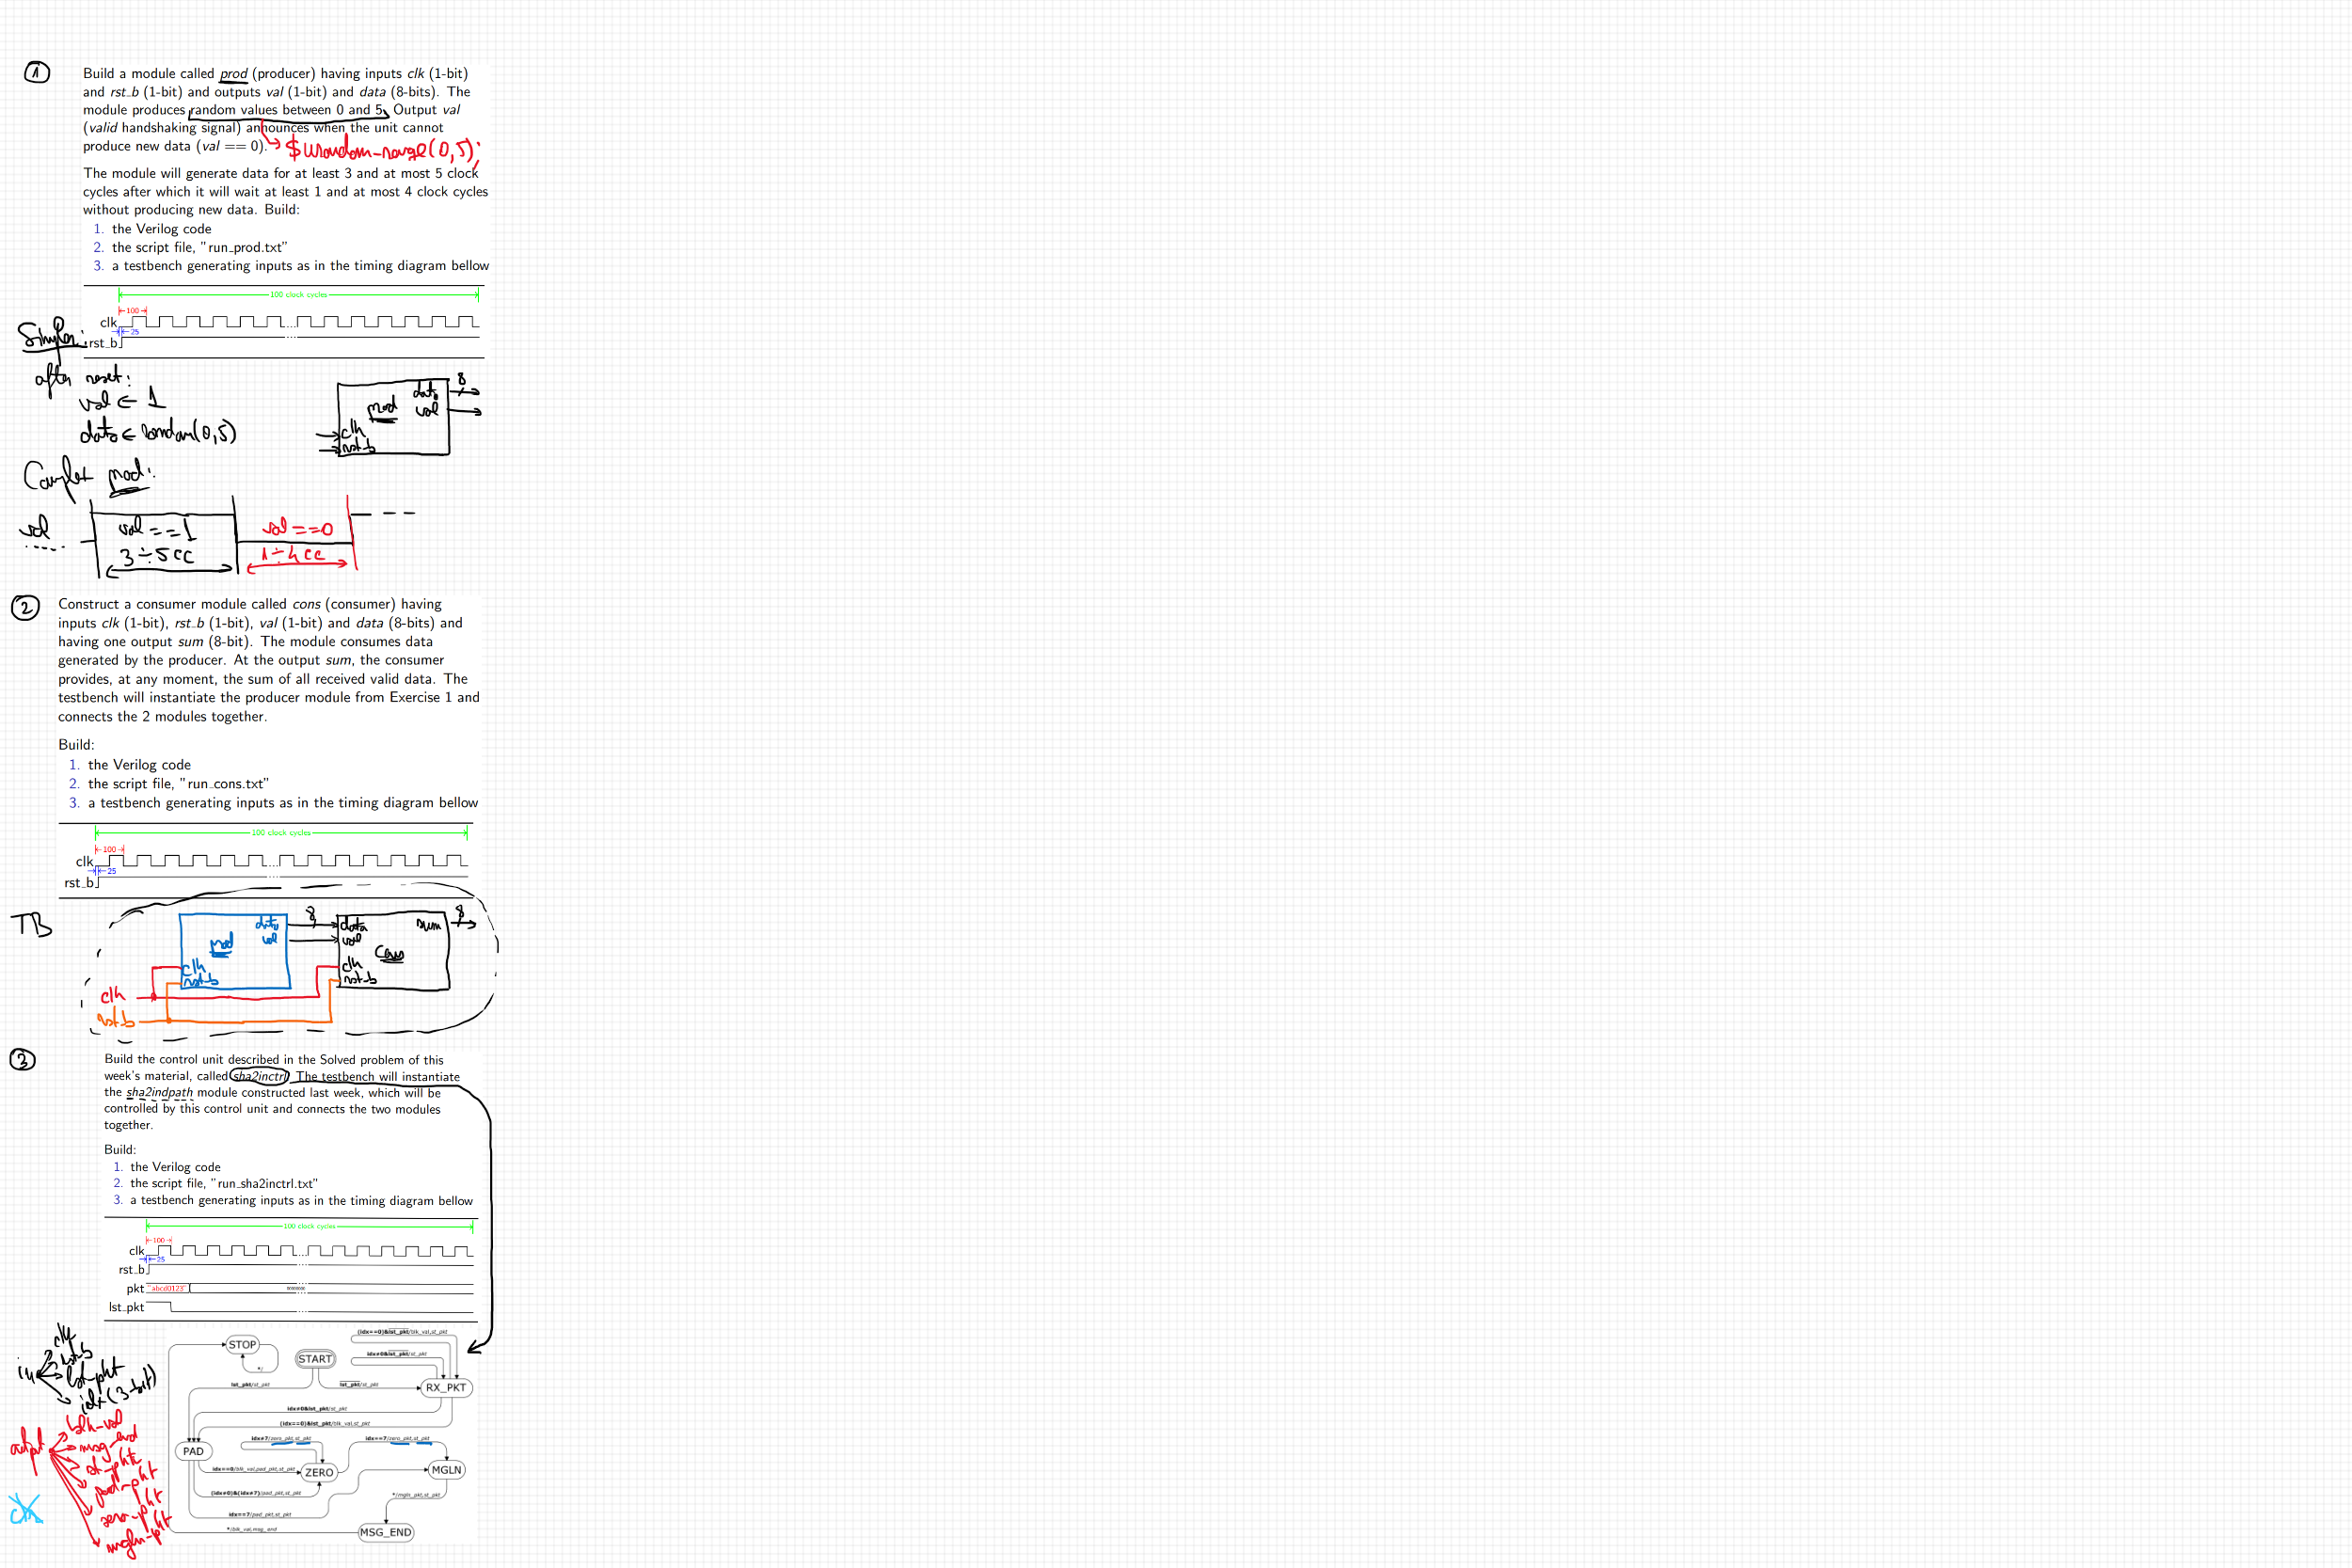 1
Build a module called prod (producer) having inputs clk (1-bit)
and rst_b (1-bit) and outputs val (1-bit) and data (8-bits). The
module produces random values between 0 and 5. Output val
(valid handshaking signal) announces when the unit cannot
produce new data (val == 0). $urandom_range(0,5);
The module will generate data for at least 3 and at most 5 clock
cycles after which it will wait at least 1 and at most 4 clock cycles
without producing new data. Build:
1. the Verilog code
2. the script file, "run_prod.txt"
3. a testbench generating inputs as in the timing diagram bellow
100 clock cycles
100
clk
25
rst_b
Simpler:
after reset:
val ← 1
data ← random(0,5)
data 8
prod val
clk
rst_b
Complet prod:
val val == 1 val == 0
3÷5 cc 1÷4 cc
2
Construct a consumer module called cons (consumer) having
inputs clk (1-bit), rst_b (1-bit), val (1-bit) and data (8-bits) and
having one output sum (8-bit). The module consumes data
generated by the producer. At the output sum, the consumer
provides, at any moment, the sum of all received valid data. The
testbench will instantiate the producer module from Exercise 1 and
connects the 2 modules together.
Build:
1. the Verilog code
2. the script file, "run_cons.txt"
3. a testbench generating inputs as in the timing diagram bellow
100 clock cycles
100
clk
25
rst_b
TB
data 8 data sum 8
prod val val cons
clk clk
rst_b rst_b
clk
rst_b
3
Build the control unit described in the Solved problem of this
week's material, called sha2inctrl. The testbench will instantiate
the sha2indpath module constructed last week, which will be
controlled by this control unit and connects the two modules
together.
Build:
1. the Verilog code
2. the script file, "run_sha2inctrl.txt"
3. a testbench generating inputs as in the timing diagram bellow
100 clock cycles
100
clk
25
rst_b
pkt "abcd0123"
lst_pkt
in clk
rst_b
lst_pkt
idx (3-bit)
output blk_val
msg_end
st_pkt
pad_pkt
zero_pkt
mgln_pkt
(idx==0)&lst_pkt/blk_val,st_pkt
STOP
START
idx≠0&lst_pkt/st_pkt
*/
lst_pkt/st_pkt
lst_pkt/st_pkt
RX_PKT
idx≠0&lst_pkt/st_pkt
(idx==0)&lst_pkt/blk_val,st_pkt
idx≠7/zero_pkt,st_pkt
idx==7/zero_pkt,st_pkt
PAD
idx==0/blk_val,pad_pkt,st_pkt
ZERO
MGLN
(idx≠0)&(idx≠7)/pad_pkt,st_pkt
*/mgln_pkt,st_pkt
idx==7/pad_pkt,st_pkt
*/blk_val,msg_end
MSG_END